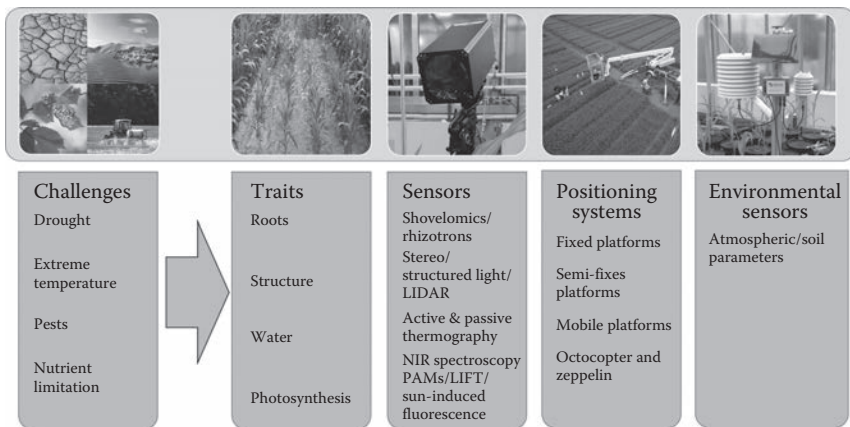 Challenges
Drought
Extreme
temperature
Pests
Nutrient
limitation
Traits
Roots
Structure
Water
Photosynthesis
Sensors
Shovelomics/
rhizotrons
Stereo/
structured light/
LIDAR
Active & passive
thermography
NIR spectroscopy
PAMs/LIFT/
sun-induced
fluorescence
Positioning
systems
Fixed platforms
Semi-fixes
platforms
Mobile platforms
Octocopter and
zeppelin
Environmental
sensors
Atmospheric/soil
parameters